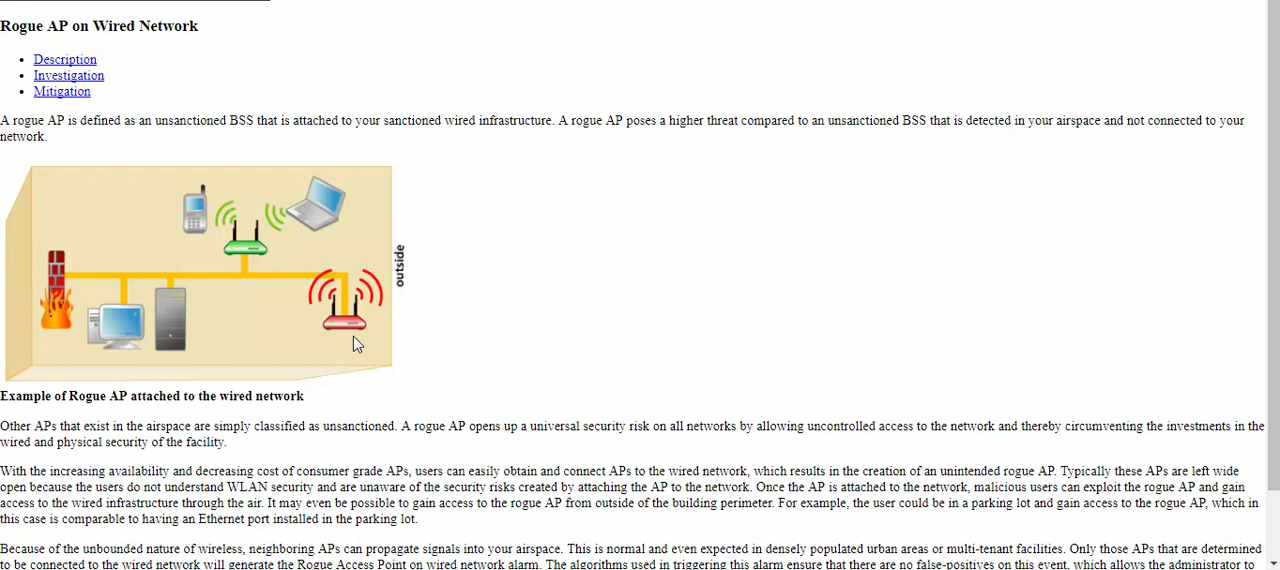 Rogue AP on Wired Network
Description
Investigation
Mitigation
A rogue AP is defined as an unsanctioned BSS that is attached to your sanctioned wired infrastructure. A rogue AP poses a higher threat compared to an unsanctioned BSS that is detected in your airspace and not connected to your
network.
outside
Example of Rogue AP attached to the wired network
Other APs that exist in the airspace are simply classified as unsanctioned. A rogue AP opens up a universal security risk on all networks by allowing uncontrolled access to the network and thereby circumventing the investments in the
wired and physical security of the facility.
With the increasing availability and decreasing cost of consumer grade APs, users can easily obtain and connect APs to the wired network, which results in the creation of an unintended rogue AP. Typically these APs are left wide
open because the users do not understand WLAN security and are unaware of the security risks created by attaching the AP to the network. Once the AP is attached to the network, malicious users can exploit the rogue AP and gain
access to the wired infrastructure through the air. It may even be possible to gain access to the rogue AP from outside of the building perimeter. For example, the user could be in a parking lot and gain access to the rogue AP, which in
this case is comparable to having an Ethernet port installed in the parking lot.
Because of the unbounded nature of wireless, neighboring APs can propagate signals into your airspace. This is normal and even expected in densely populated urban areas or multi-tenant facilities. Only those APs that are determined
to be connected to the wired network will generate the Rogue Access Point on wired network alarm. The algorithms used in triggering this alarm ensure that there are no false-positives on this event, which allows the administrator to